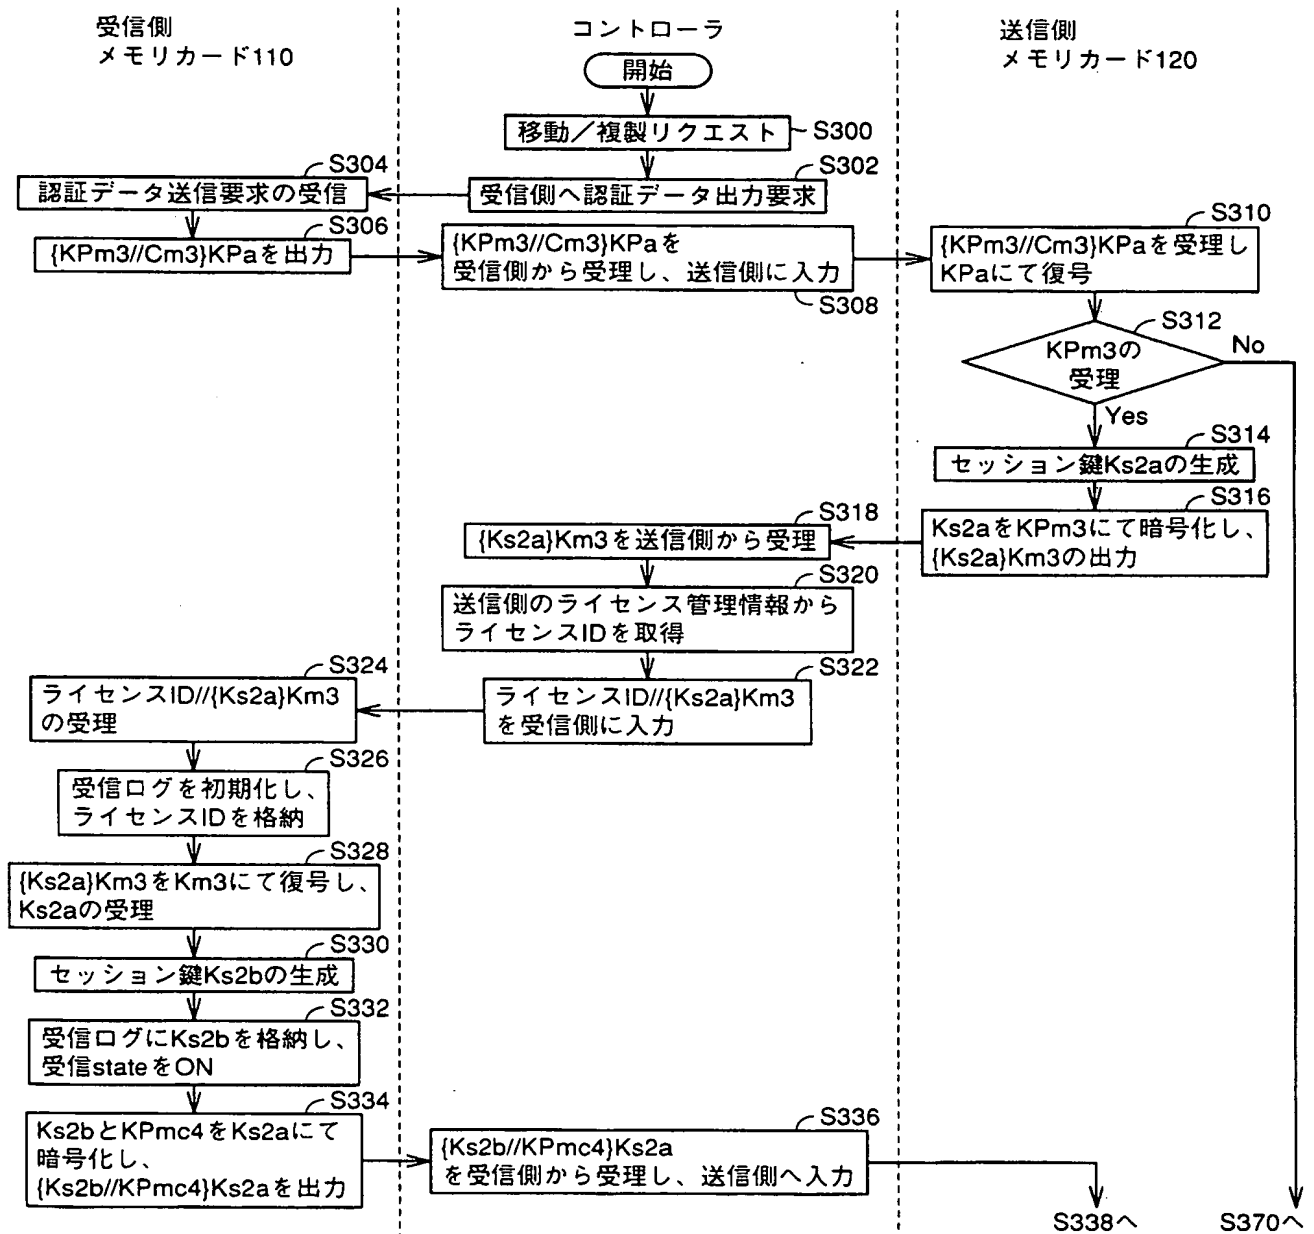 受信側
メモリカード110
コントローラ
送信側
メモリカード120
開始
移動／複製リクエスト
S300
S304
認証データ送信要求の受信
S302
受信側へ認証データ出力要求
S306
{KPm3//Cm3}KPaを出力
{KPm3//Cm3}KPaを
受信側から受理し、送信側に入力
S308
S310
{KPm3//Cm3}KPaを受理し
KPaにて復号
S312
KPm3の
受理
No
Yes
S314
セッション鍵Ks2aの生成
S316
Ks2aをKPm3にて暗号化し、
{Ks2a}Km3の出力
S318
{Ks2a}Km3を送信側から受理
S320
送信側のライセンス管理情報から
ライセンスIDを取得
S322
ライセンスID//{Ks2a}Km3
を受信側に入力
S324
ライセンスID//{Ks2a}Km3
の受理
S326
受信ログを初期化し、
ライセンスIDを格納
S328
{Ks2a}Km3をKm3にて復号し、
Ks2aの受理
S330
セッション鍵Ks2bの生成
S332
受信ログにKs2bを格納し、
受信stateをON
S334
Ks2bとKPmc4をKs2aにて
暗号化し、
{Ks2b//KPmc4}Ks2aを出力
S336
{Ks2b//KPmc4}Ks2a
を受信側から受理し、送信側へ入力
S338へ
S370へ